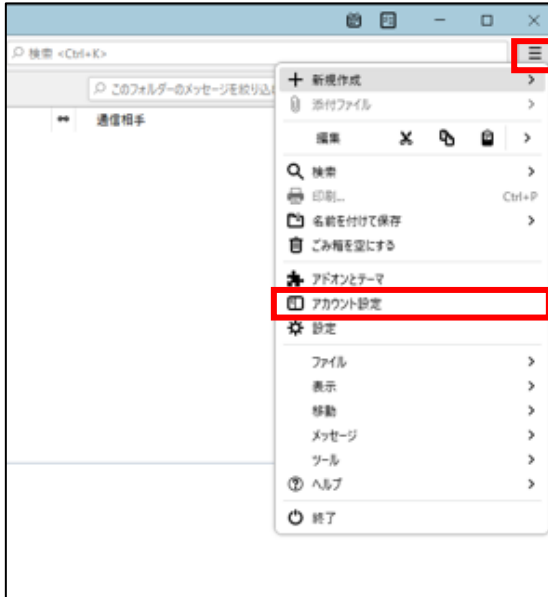 検索 <Ctrl+K>
このフォルダーのメッセージを絞り込
通信相手
新規作成
添付ファイル
編集
検索
印刷... Ctrl+P
名前を付けて保存
ごみ箱を空にする
アドオンとテーマ
アカウント設定
設定
ファイル
表示
移動
メッセージ
ツール
ヘルプ
終了